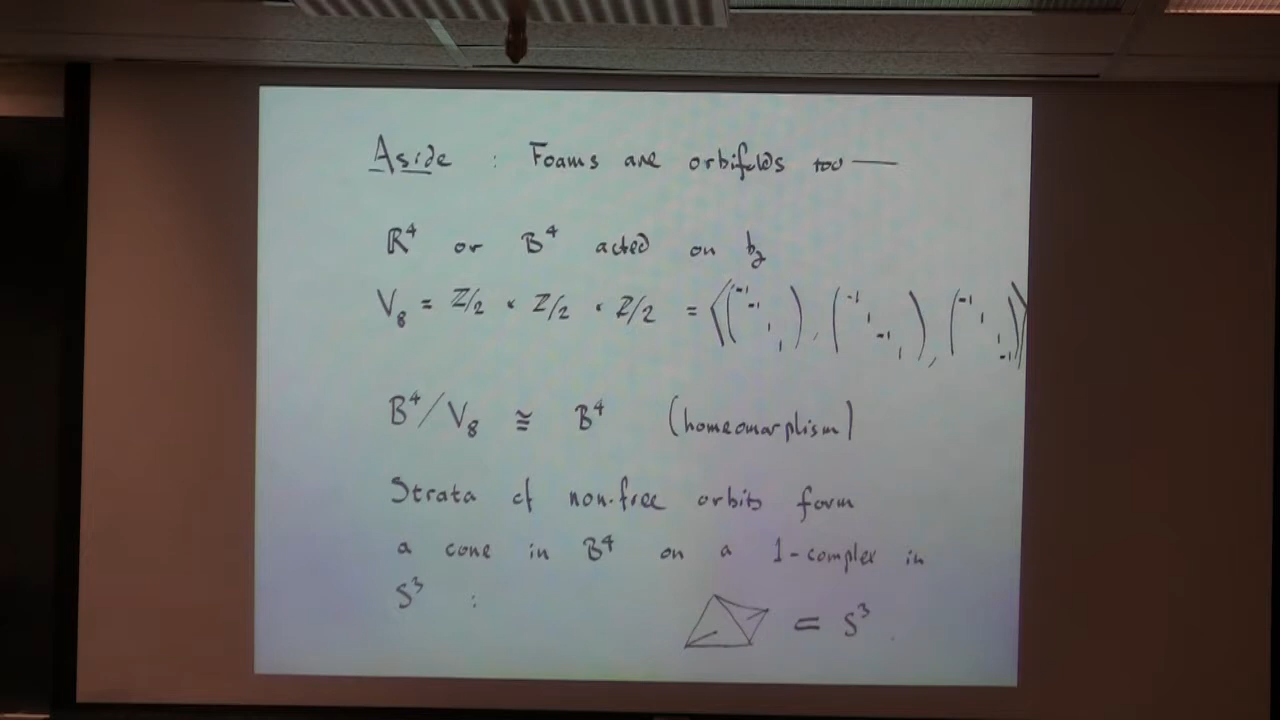 Aside : Foams are orbifolds too —
R⁴ or B⁴ acted on by
V₈ = Z/2 × Z/2 × Z/2 = ⟨(-1 -1 1 1), (-1 1 -1 1), (-1 1 1 -1)⟩
B⁴/V₈ ≅ B⁴ (homeomorphism)
Strata of non-free orbits form
a cone in B⁴ on a 1-complex in
S³ : ⊂ S³.